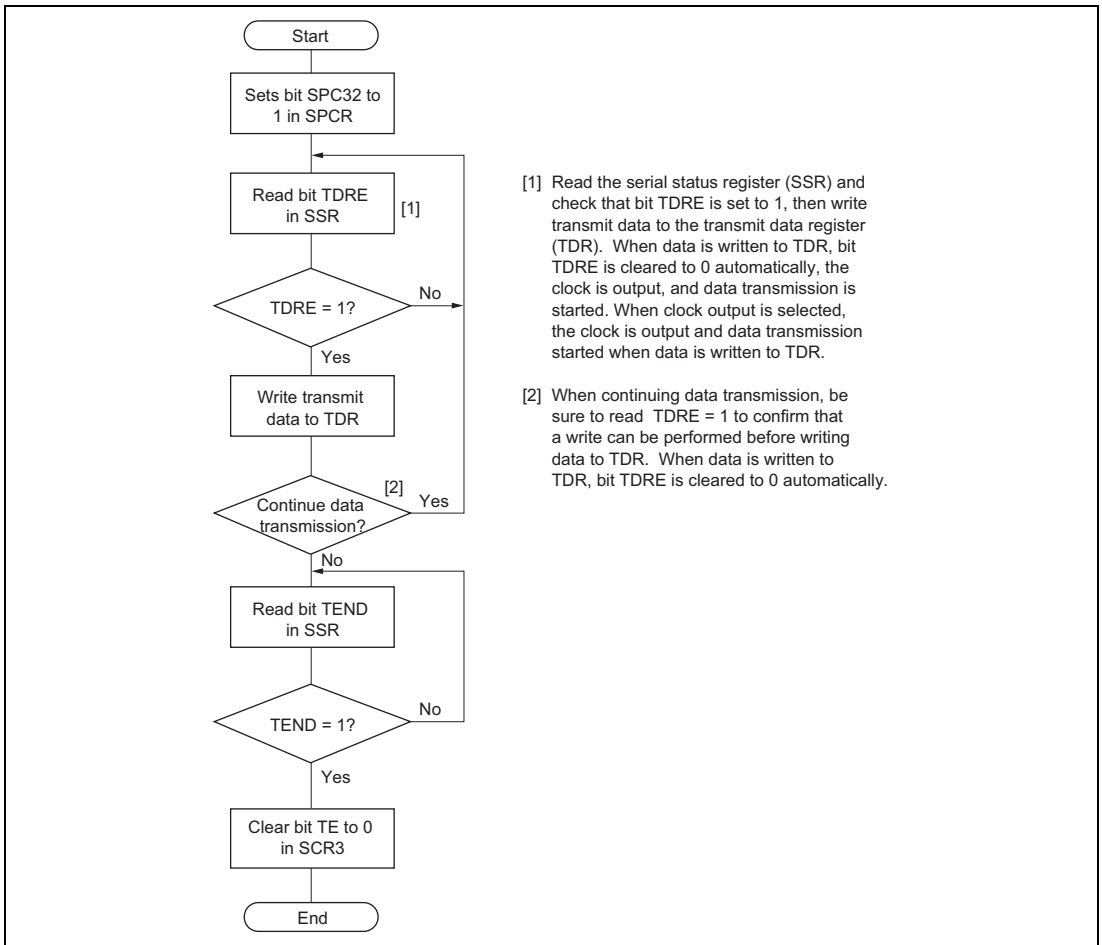 Start
Sets bit SPC32 to
1 in SPCR
Read bit TDRE
in SSR
[1]
TDRE = 1?
No
Yes
Write transmit
data to TDR
[2]
Continue data
transmission?
Yes
No
Read bit TEND
in SSR
TEND = 1?
No
Yes
Clear bit TE to 0
in SCR3
End
[1] Read the serial status register (SSR) and
check that bit TDRE is set to 1, then write
transmit data to the transmit data register
(TDR). When data is written to TDR, bit
TDRE is cleared to 0 automatically, the
clock is output, and data transmission is
started. When clock output is selected,
the clock is output and data transmission
started when data is written to TDR.
[2] When continuing data transmission, be
sure to read TDRE = 1 to confirm that
a write can be performed before writing
data to TDR. When data is written to
TDR, bit TDRE is cleared to 0 automatically.